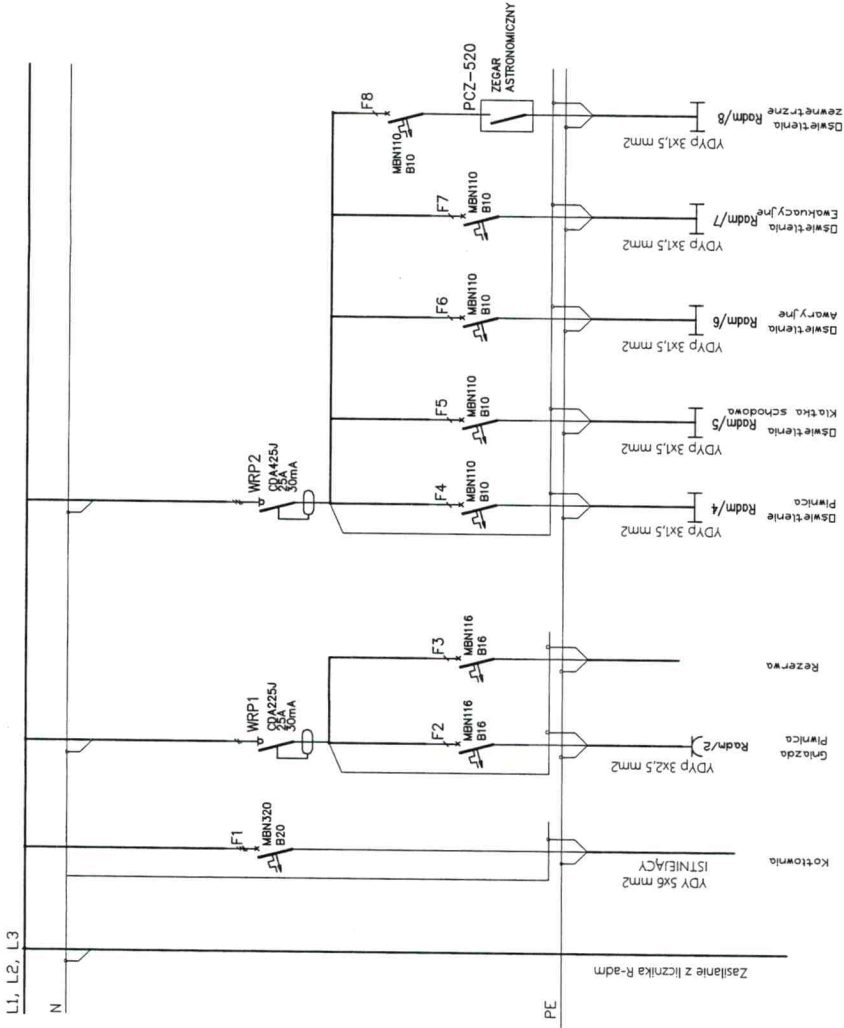 L1, L2, L3
N
PE
Zasilanie z licznika R-adm
F1
MBN320
B20
YDY 5x6 mm2
ISTNIEJĄCY
Kotłownia
WRP1
CDA225J
25A
30mA
F2
MBN116
B16
YDYp 3x2,5 mm2
Radm/2
Gniazda
Piwnica
F3
MBN116
B16
Rezerwa
WRP2
CDA425J
25A
30mA
F4
MBN110
B10
YDYp 3x1,5 mm2
Radm/4
Oświetlenie
Piwnica
F5
MBN110
B10
YDYp 3x1,5 mm2
Radm/5
Oświetlenia
Klatka schodowa
F6
MBN110
B10
YDYp 3x1,5 mm2
Radm/6
Oświetlenia
Awaryjne
F7
MBN110
B10
YDYp 3x1,5 mm2
Radm/7
Oświetlenia
Ewakuacyjne
F8
MBN110
B10
PCZ-520
ZEGAR
ASTRONOMICZNY
YDYp 3x1,5 mm2
Radm/8
Oświetlenia
zewnętrzne